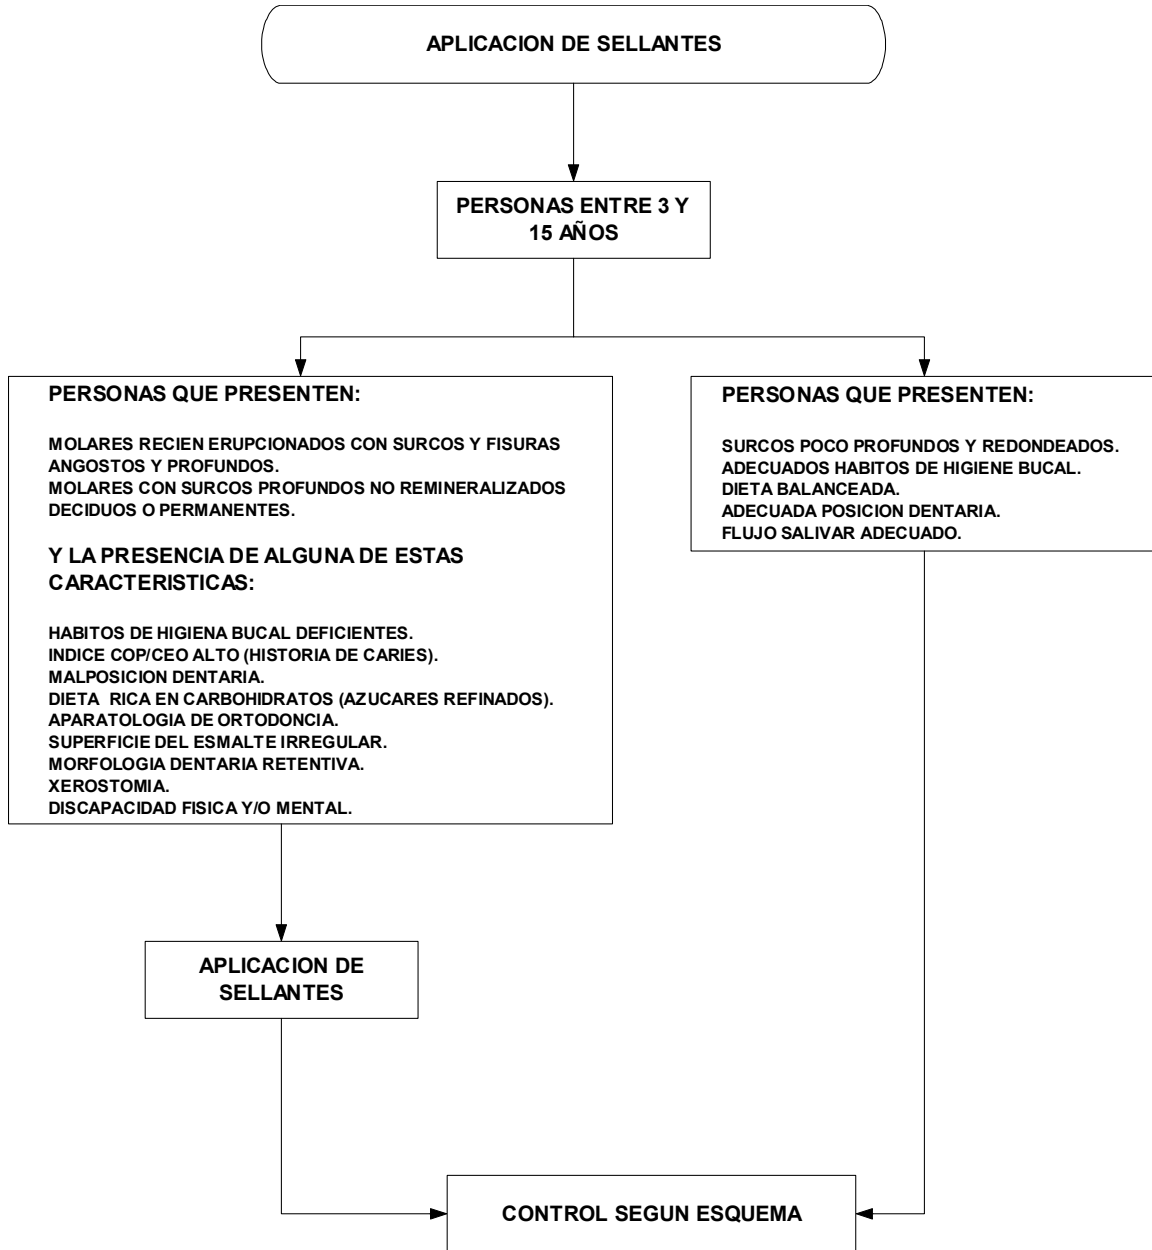 APLICACION DE SELLANTES
PERSONAS ENTRE 3 Y
15 AÑOS
PERSONAS QUE PRESENTEN:
MOLARES RECIEN ERUPCIONADOS CON SURCOS Y FISURAS
ANGOSTOS Y PROFUNDOS.
MOLARES CON SURCOS PROFUNDOS NO REMINERALIZADOS
DECIDUOS O PERMANENTES.
Y LA PRESENCIA DE ALGUNA DE ESTAS
CARACTERISTICAS:
HABITOS DE HIGIENA BUCAL DEFICIENTES.
INDICE COP/CEO ALTO (HISTORIA DE CARIES).
MALPOSICION DENTARIA.
DIETA RICA EN CARBOHIDRATOS (AZUCARES REFINADOS).
APARATOLOGIA DE ORTODONCIA.
SUPERFICIE DEL ESMALTE IRREGULAR.
MORFOLOGIA DENTARIA RETENTIVA.
XEROSTOMIA.
DISCAPACIDAD FISICA Y/O MENTAL.
PERSONAS QUE PRESENTEN:
SURCOS POCO PROFUNDOS Y REDONDEADOS.
ADECUADOS HABITOS DE HIGIENE BUCAL.
DIETA BALANCEADA.
ADECUADA POSICION DENTARIA.
FLUJO SALIVAR ADECUADO.
APLICACION DE
SELLANTES
CONTROL SEGUN ESQUEMA